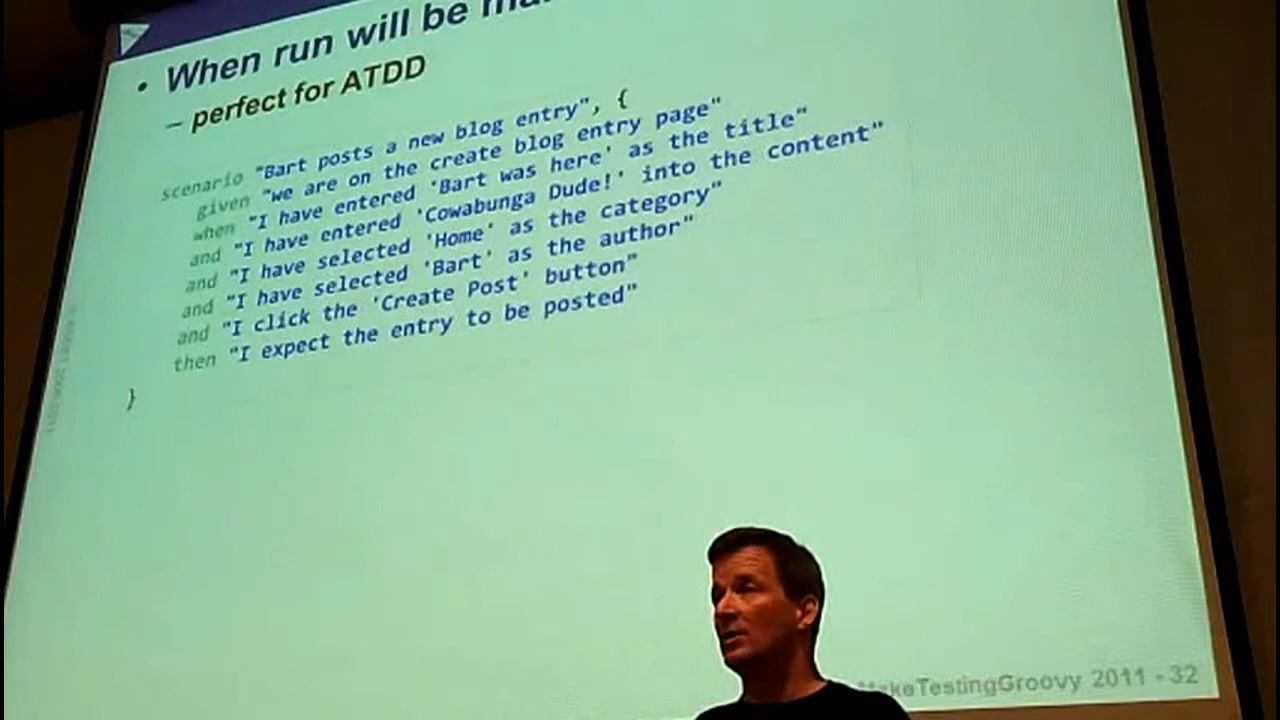 • When run will be
– perfect for ATDD
scenario "Bart posts a new blog entry", {
given "we are on the create blog entry page"
when "I have entered 'Bart was here' as the title"
and "I have entered 'Cowabunga Dude!' into the content"
and "I have selected 'Home' as the category"
and "I have selected 'Bart' as the author"
and "I click the 'Create Post' button"
then "I expect the entry to be posted"
}
MakeTestingGroovy 2011 - 32